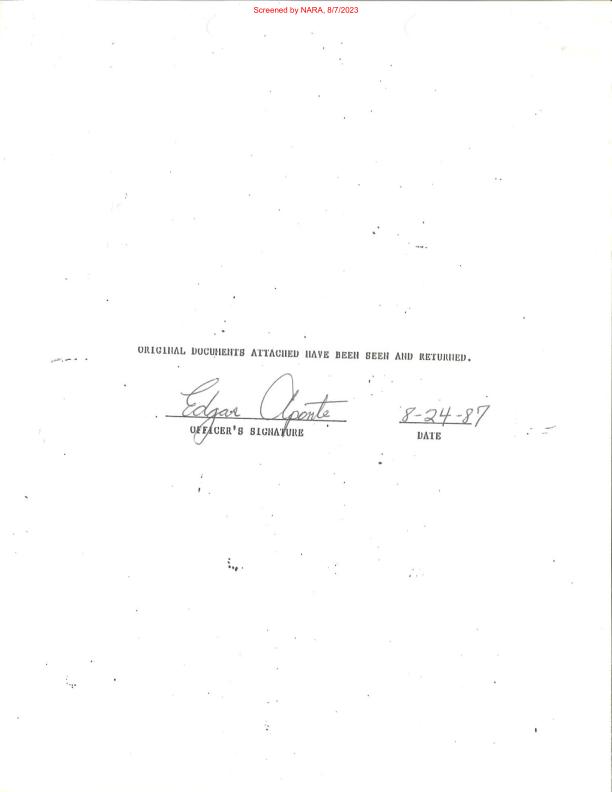 Screened by NARA, 8/7/2023
ORIGINAL DOCUMENTS ATTACHED HAVE BEEN SEEN AND RETURNED.
Edgar Aponte 8-24-87
OFFICER'S SIGNATURE DATE